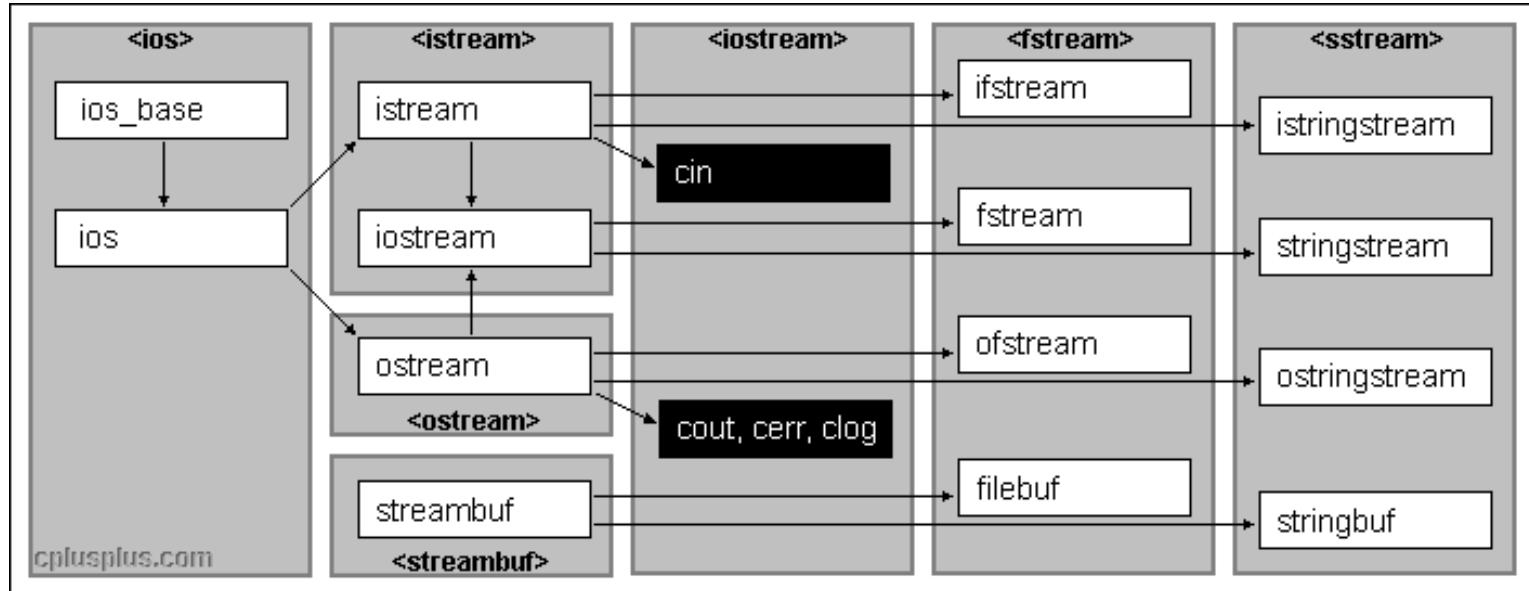 <ios>
ios_base
ios
cplusplus.com
<istream>
istream
iostream
ostream
<ostream>
streambuf
<streambuf>
<iostream>
cin
cout, cerr, clog
<fstream>
ifstream
fstream
ofstream
filebuf
<sstream>
istringstream
stringstream
ostringstream
stringbuf